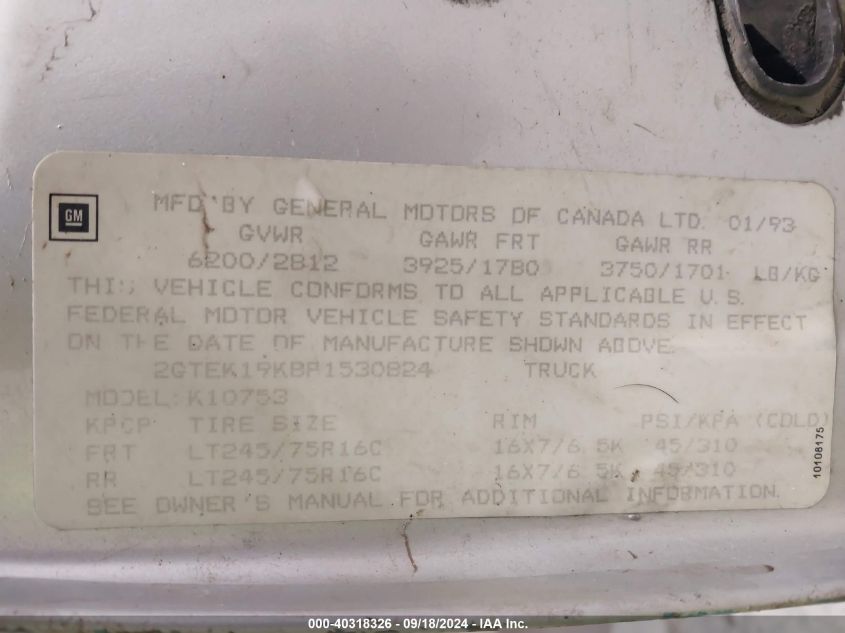 GM
MFD BY GENERAL MOTORS OF CANADA LTD. 01/93
GVWR GAWR FRT GAWR RR
6200/2812 3925/1780 3750/1701 LB/KG
THIS VEHICLE CONFORMS TO ALL APPLICABLE U.S.
FEDERAL MOTOR VEHICLE SAFETY STANDARDS IN EFFECT
ON THE DATE OF MANUFACTURE SHOWN ABOVE
2GTEK19K8P1530824 TRUCK
MODEL: K10753
TIRE SIZE RIM PSI/KPA (COLD)
FRT LT245/75R16C 16X7/6.5K 45/310
RR LT245/75R16C 16X7/6.5K 45/310
SEE OWNER'S MANUAL FOR ADDITIONAL INFORMATION.
10108175
000-40318326 - 09/18/2024 - IAA Inc.